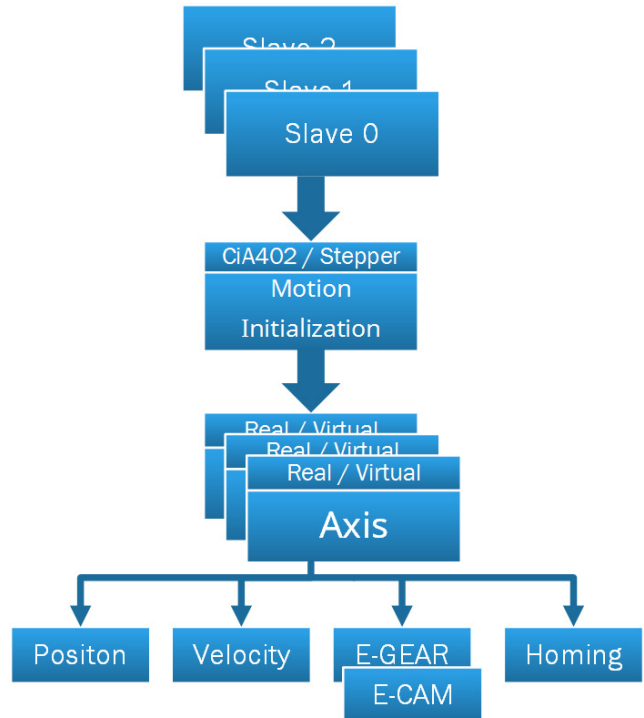 Slave 2
Slave 1
Slave 0
CiA402 / Stepper
Motion
Initialization
Real / Virtual
Real / Virtual
Real / Virtual
Axis
Positon
Velocity
E-GEAR
Homing
E-CAM